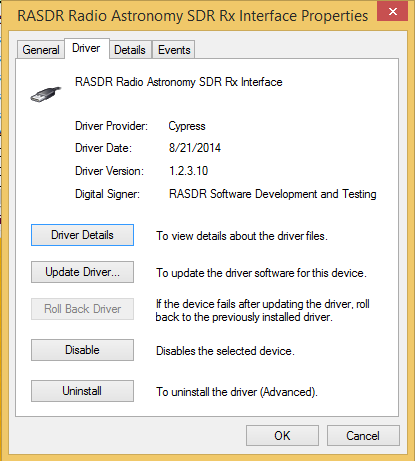 RASDR Radio Astronomy SDR Rx Interface Properties
General Driver Details Events
RASDR Radio Astronomy SDR Rx Interface
Driver Provider: Cypress
Driver Date: 8/21/2014
Driver Version: 1.2.3.10
Digital Signer: RASDR Software Development and Testing
Driver Details To view details about the driver files.
Update Driver... To update the driver software for this device.
Roll Back Driver If the device fails after updating the driver, roll
back to the previously installed driver.
Disable Disables the selected device.
Uninstall To uninstall the driver (Advanced).
OK Cancel